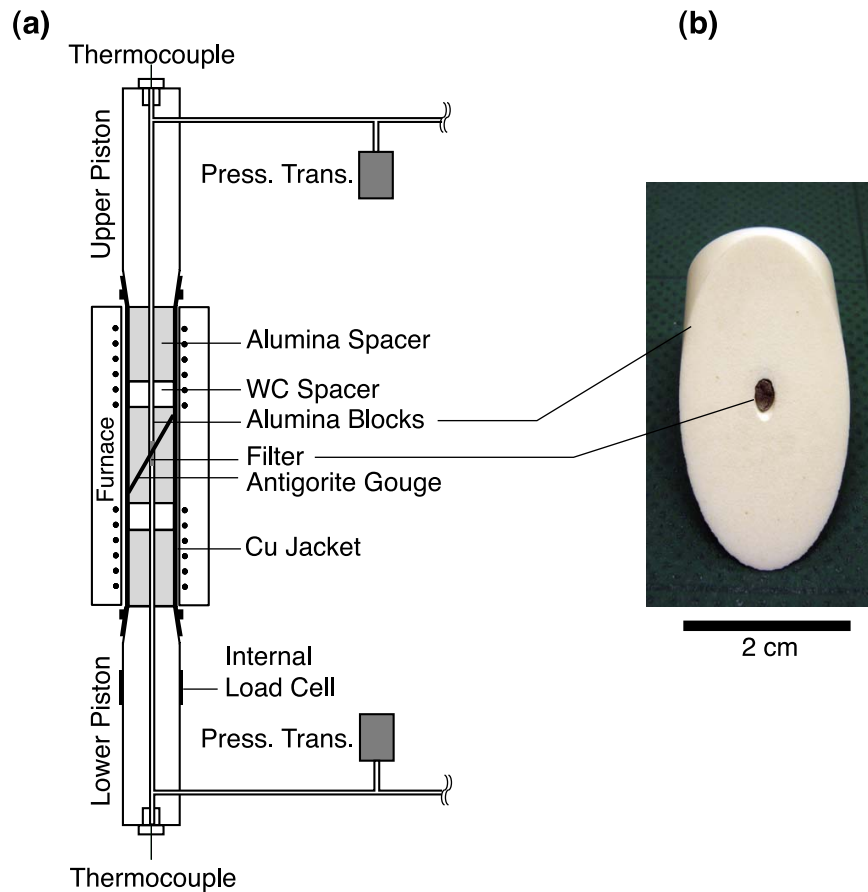 (a)
(b)
Thermocouple
Upper Piston
Press. Trans.
Alumina Spacer
WC Spacer
Alumina Blocks
Filter
Antigorite Gouge
Furnace
Cu Jacket
2 cm
Internal
Load Cell
Lower Piston
Press. Trans.
Thermocouple